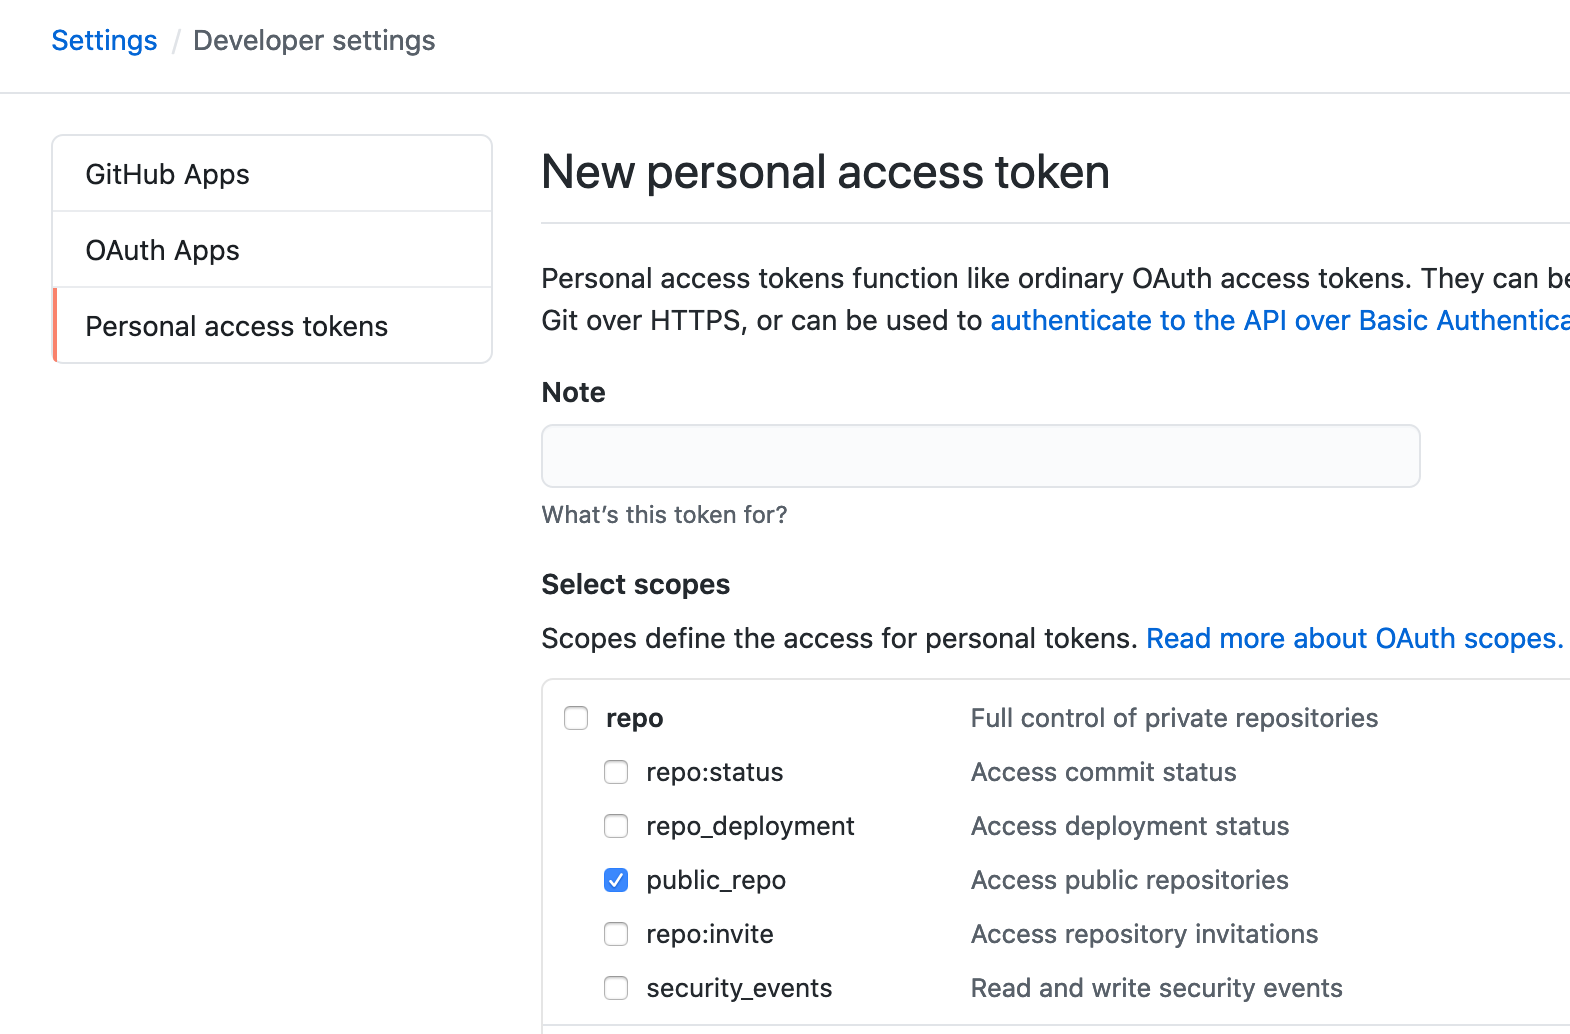 Settings / Developer settings
GitHub Apps
OAuth Apps
Personal access tokens
New personal access token
Personal access tokens function like ordinary OAuth access tokens. They can be
Git over HTTPS, or can be used to authenticate to the API over Basic Authentica
Note
What's this token for?
Select scopes
Scopes define the access for personal tokens. Read more about OAuth scopes.
repo Full control of private repositories
repo:status Access commit status
repo_deployment Access deployment status
public_repo Access public repositories
repo:invite Access repository invitations
security_events Read and write security events